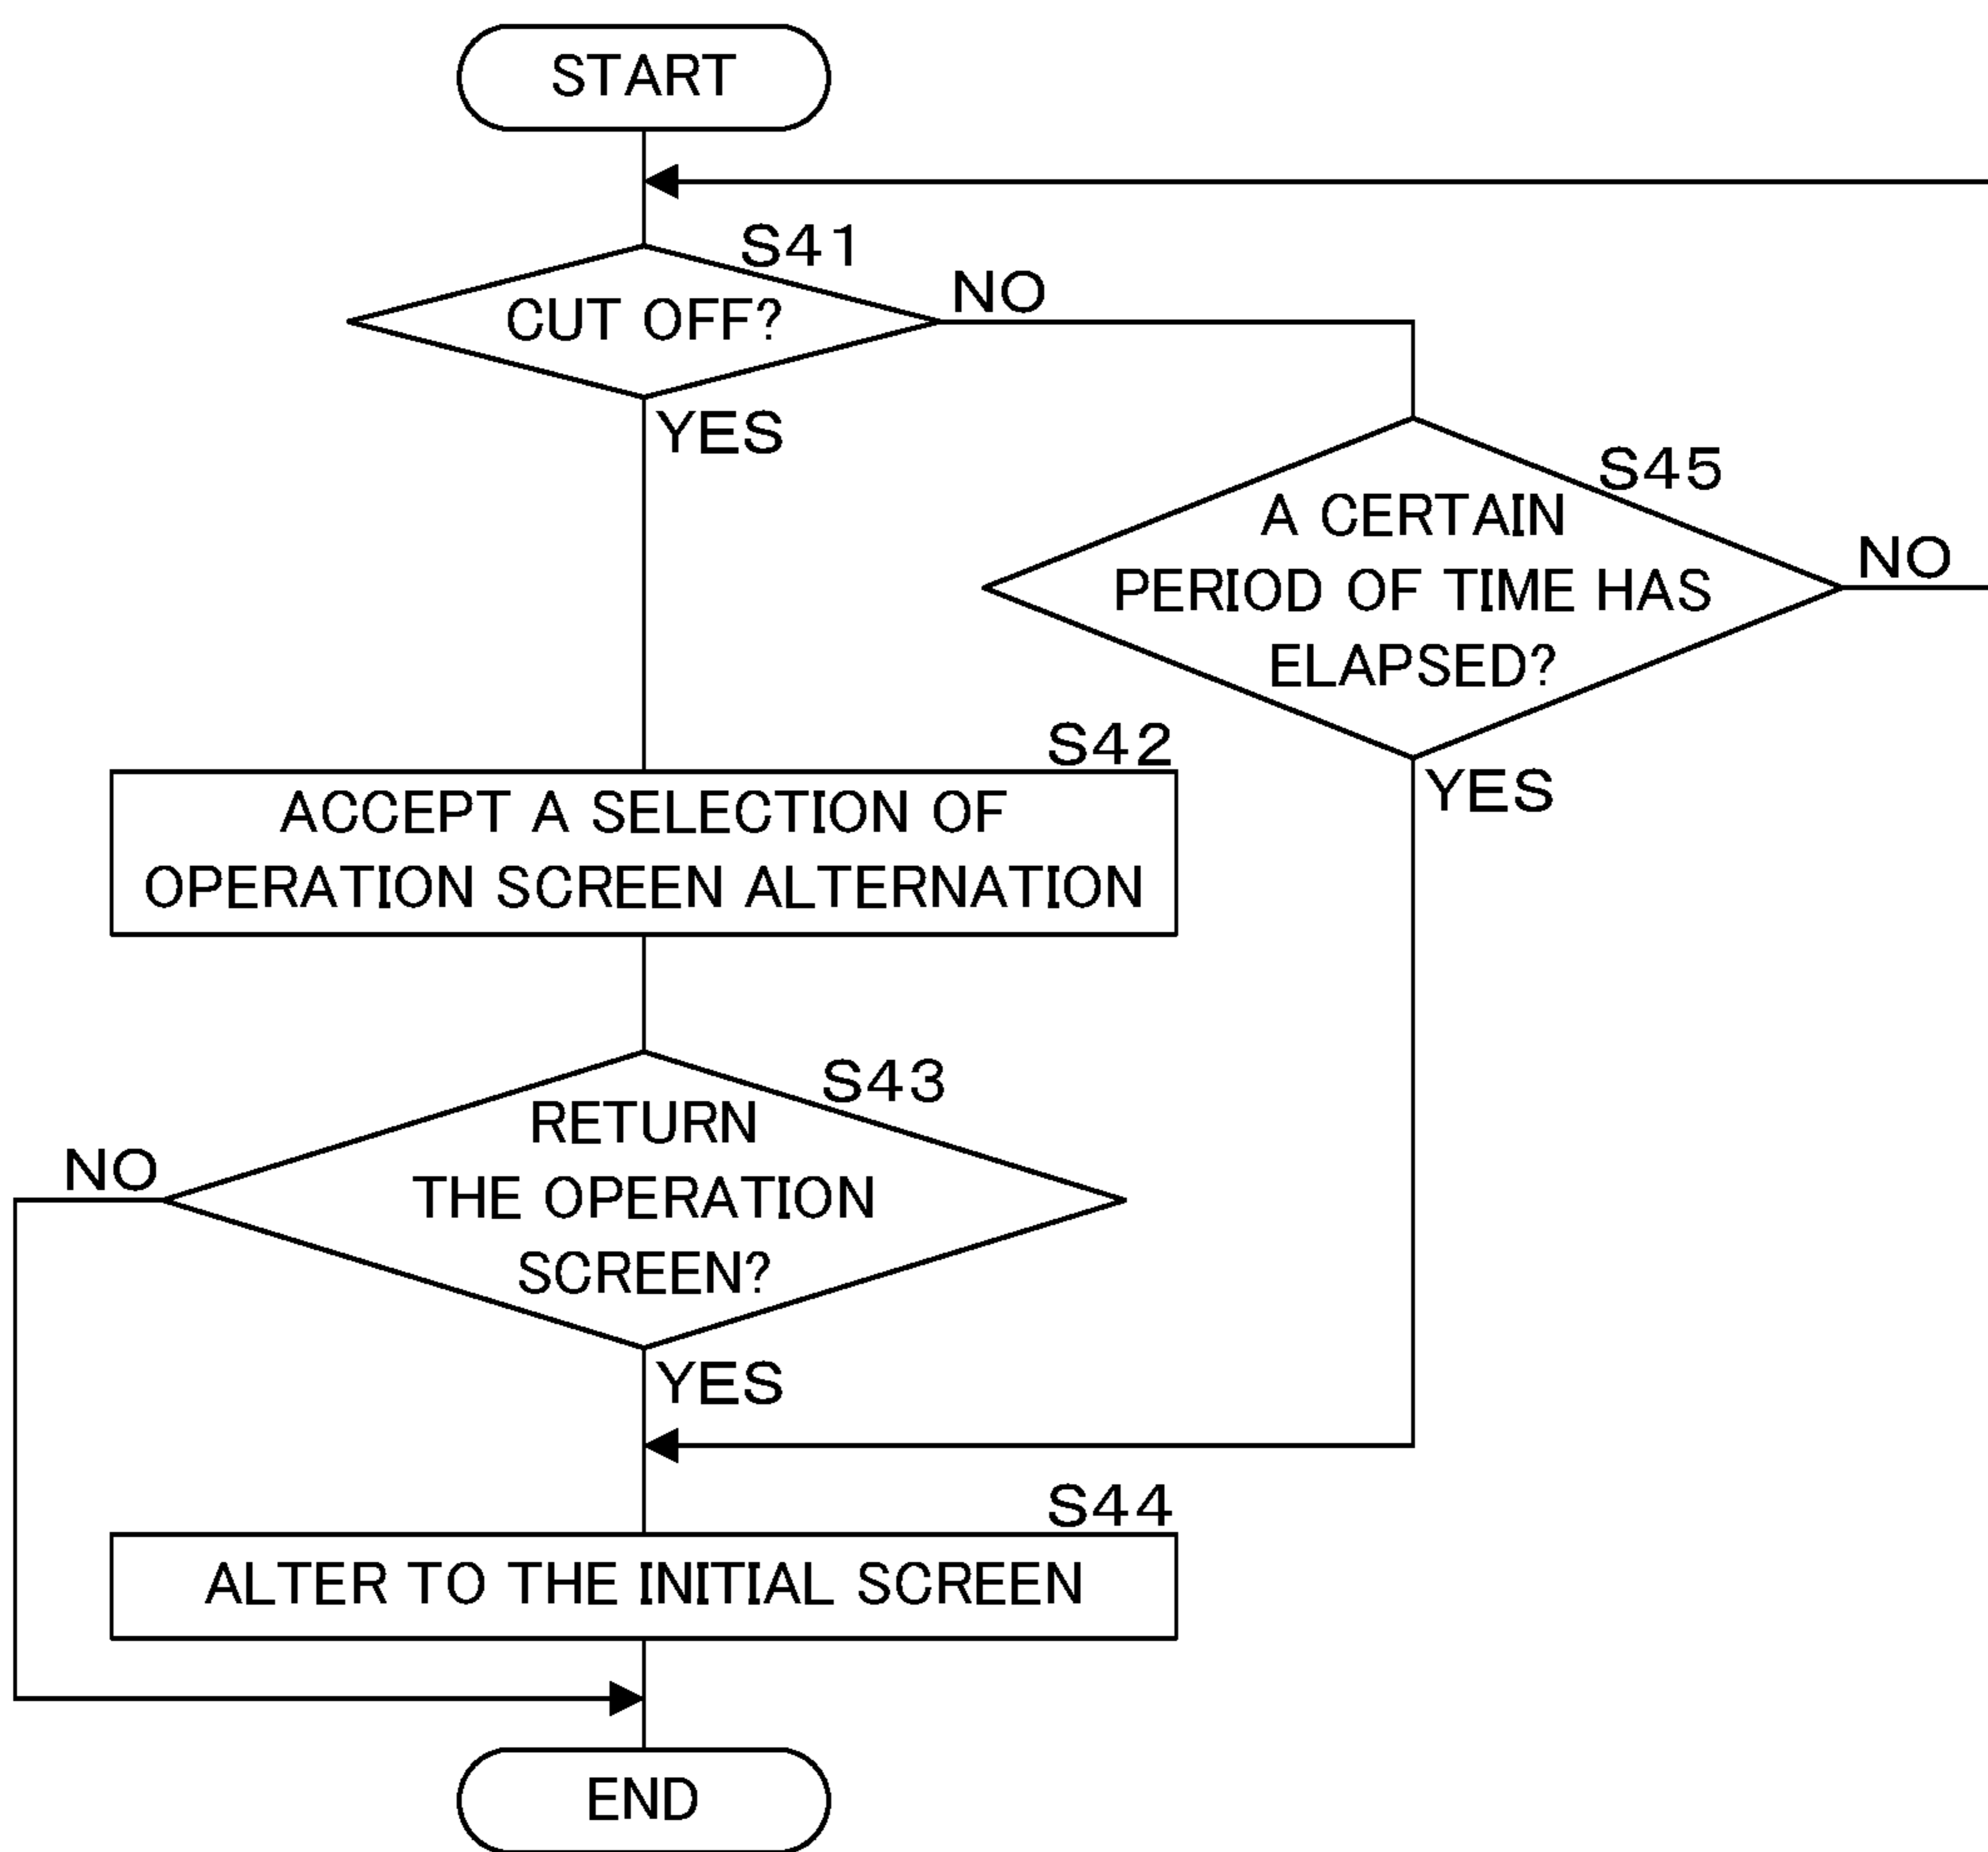 START
S41
CUT OFF?
NO
YES
S45
A CERTAIN
PERIOD OF TIME HAS
ELAPSED?
NO
YES
S42
ACCEPT A SELECTION OF
OPERATION SCREEN ALTERNATION
S43
RETURN
THE OPERATION
SCREEN?
NO
YES
S44
ALTER TO THE INITIAL SCREEN
END